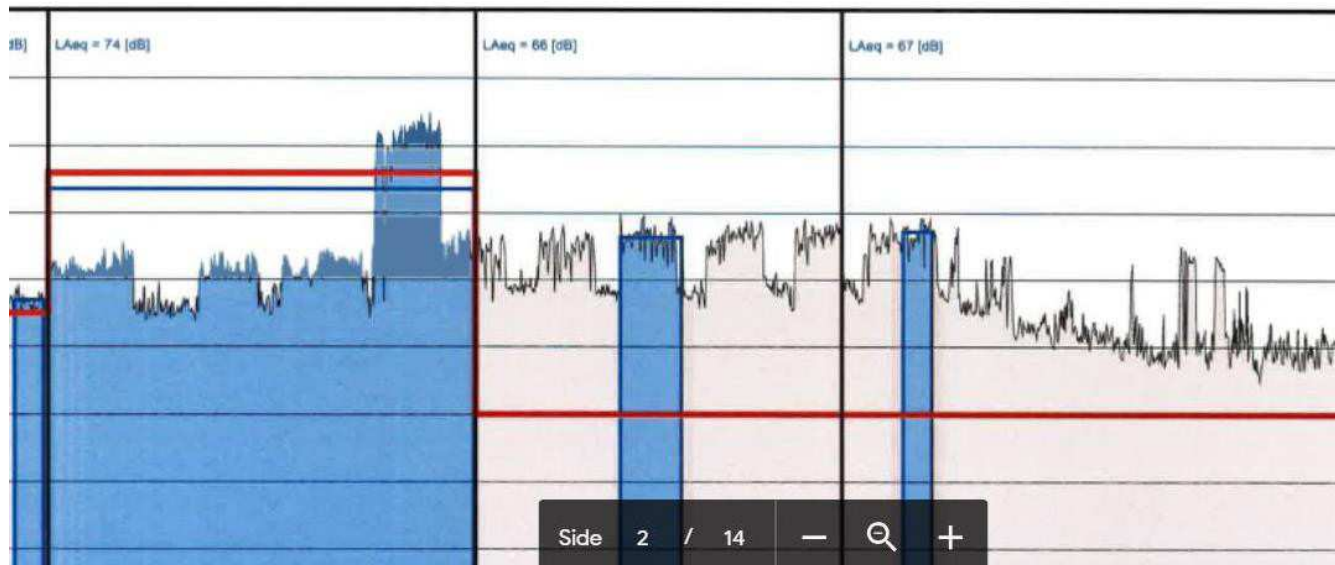 dB]
LAeq = 74 [dB]
LAeq = 66 [dB]
LAeq = 67 [dB]
Side 2 / 14